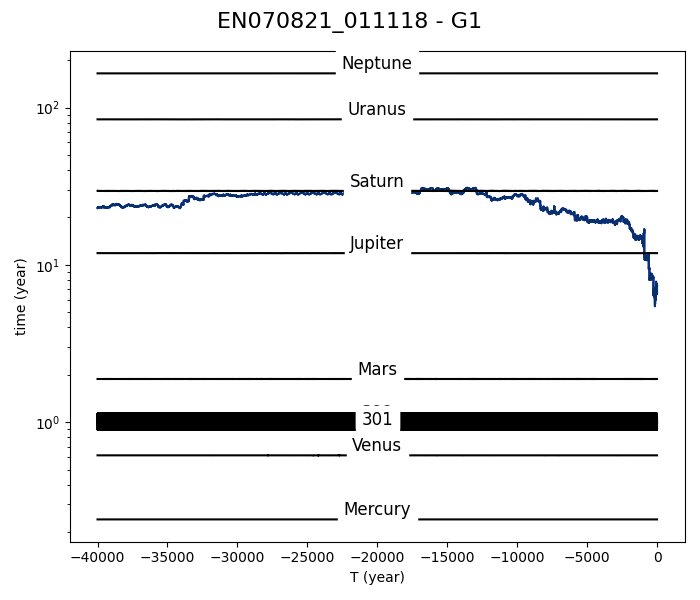 EN070821_011118 - G1
Neptune
10²
Uranus
Saturn
Jupiter
10¹
time (year)
Mars
301
10⁰
Venus
Mercury
−40000 −35000 −30000 −25000 −20000 −15000 −10000 −5000 0
T (year)